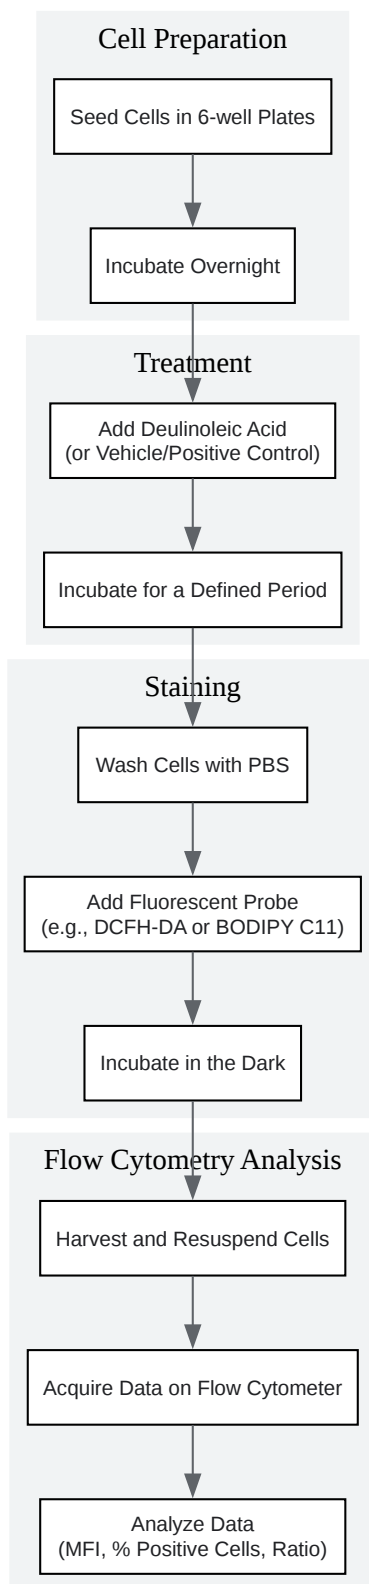 Cell Preparation
Seed Cells in 6-well Plates
Incubate Overnight
Treatment
Add Deulinoleic Acid
(or Vehicle/Positive Control)
Incubate for a Defined Period
Staining
Wash Cells with PBS
Add Fluorescent Probe
(e.g., DCFH-DA or BODIPY C11)
Incubate in the Dark
Flow Cytometry Analysis
Harvest and Resuspend Cells
Acquire Data on Flow Cytometer
Analyze Data
(MFI, % Positive Cells, Ratio)